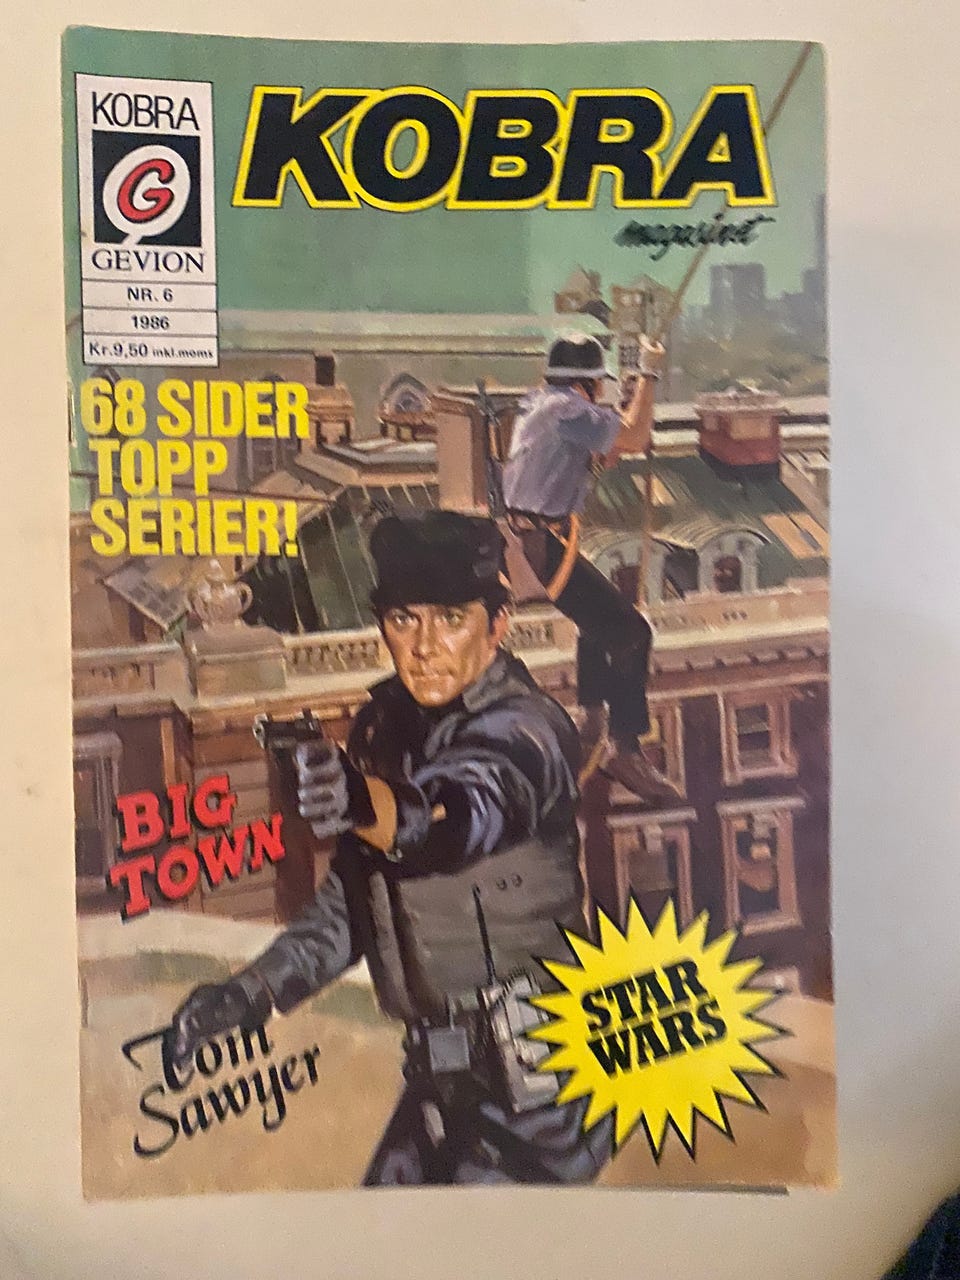 KOBRA
G
GEVION
NR. 6
1986
Kr.9,50 inkl.moms
KOBRA
magasinet
68 SIDER
TOPP
SERIER!
BIG
TOWN
STAR
WARS
Tom
Sawyer